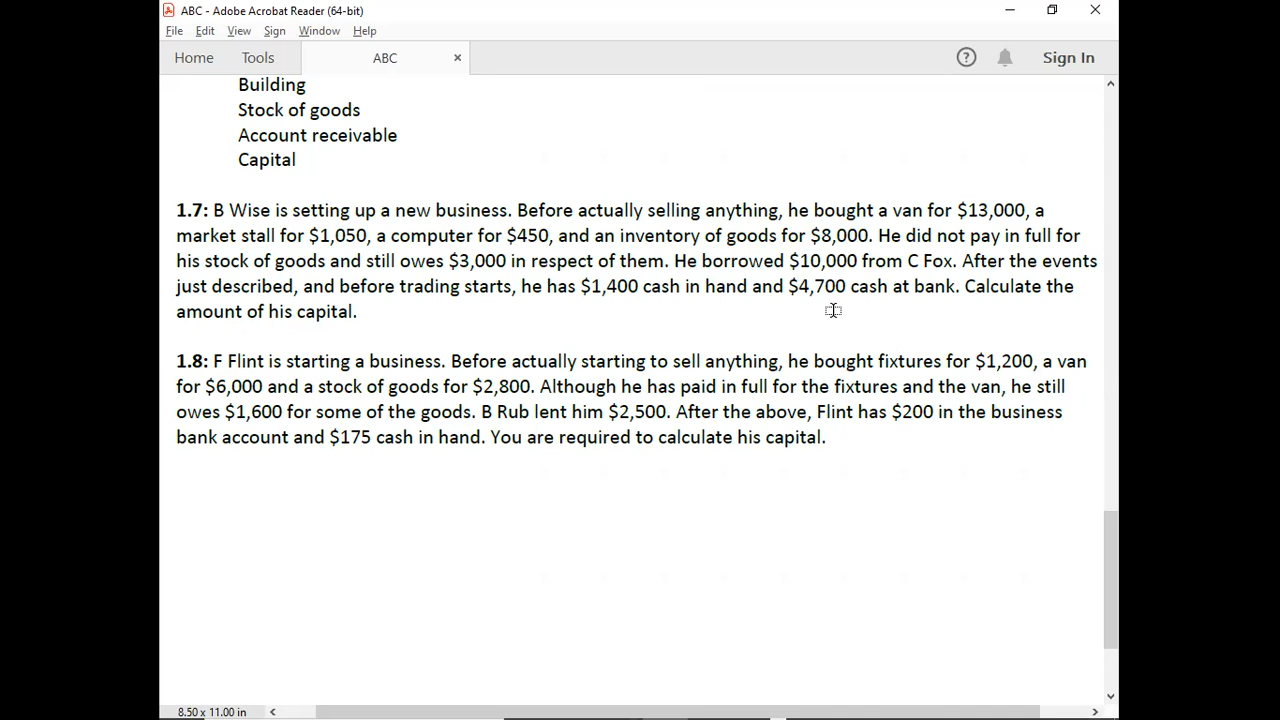 ABC - Adobe Acrobat Reader (64-bit)
File Edit View Sign Window Help
Home Tools ABC × ? Sign In
Building
Stock of goods
Account receivable
Capital
1.7: B Wise is setting up a new business. Before actually selling anything, he bought a van for $13,000, a
market stall for $1,050, a computer for $450, and an inventory of goods for $8,000. He did not pay in full for
his stock of goods and still owes $3,000 in respect of them. He borrowed $10,000 from C Fox. After the events
just described, and before trading starts, he has $1,400 cash in hand and $4,700 cash at bank. Calculate the
amount of his capital.
1.8: F Flint is starting a business. Before actually starting to sell anything, he bought fixtures for $1,200, a van
for $6,000 and a stock of goods for $2,800. Although he has paid in full for the fixtures and the van, he still
owes $1,600 for some of the goods. B Rub lent him $2,500. After the above, Flint has $200 in the business
bank account and $175 cash in hand. You are required to calculate his capital.
8.50 x 11.00 in